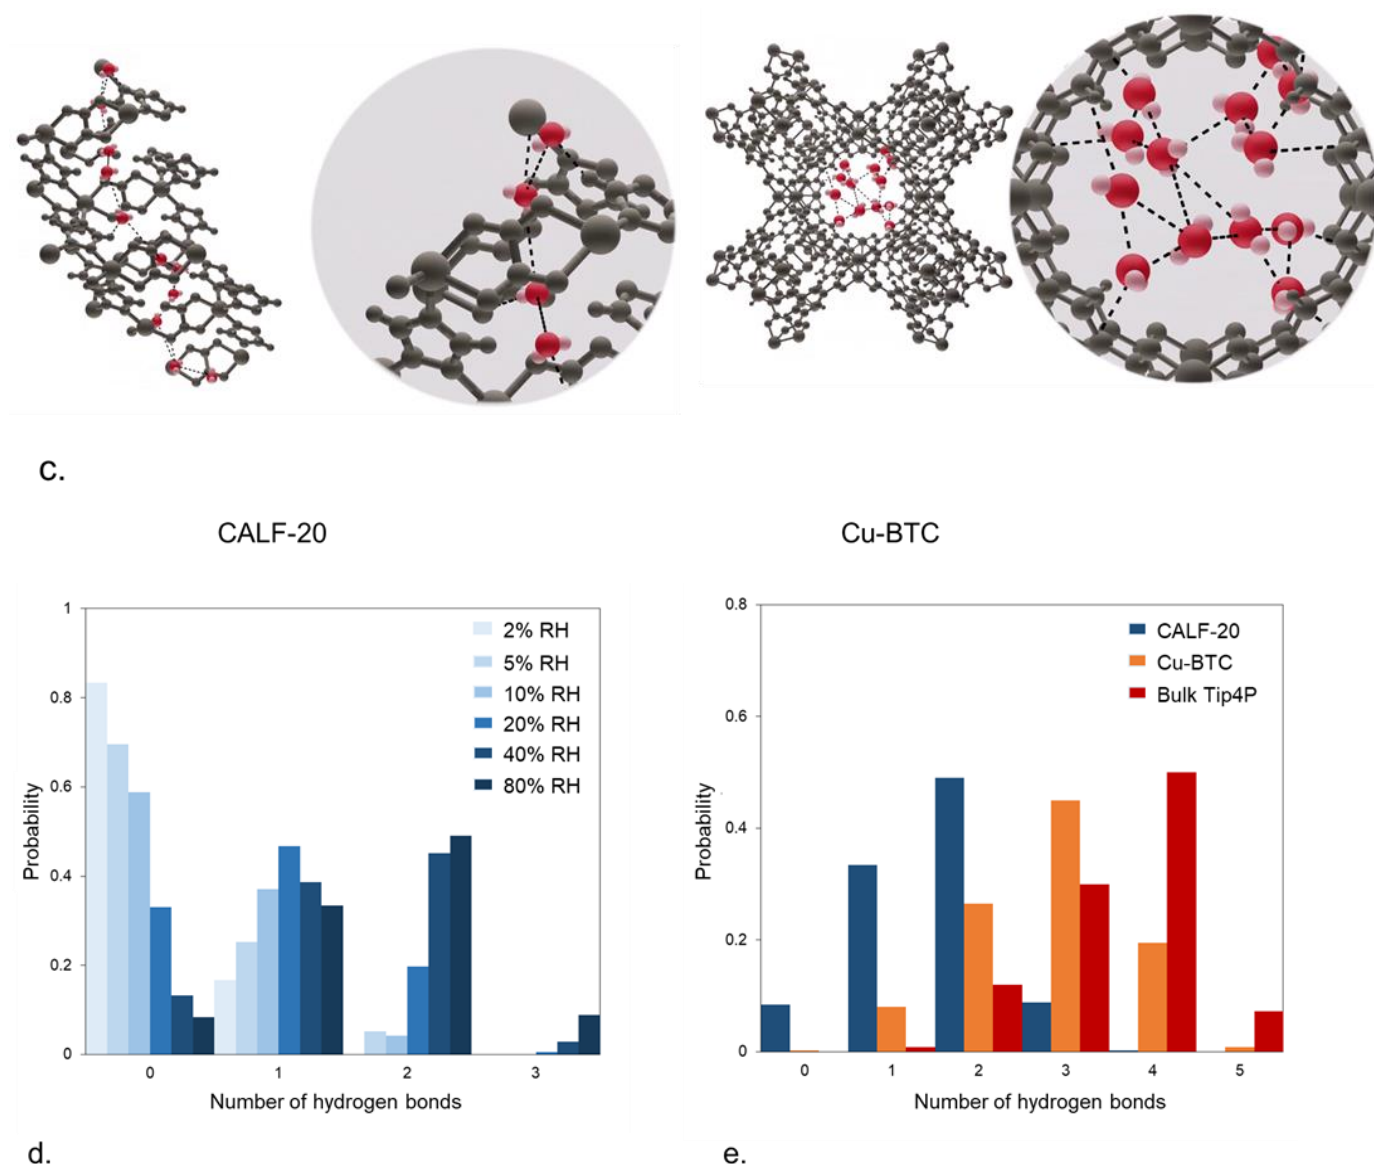 c.
CALF-20
Cu-BTC
1
0.8
0.6
0.4
0.2
0
Probability
2% RH
5% RH
10% RH
20% RH
40% RH
80% RH
0 1 2 3
Number of hydrogen bonds
d.
0.8
0.6
0.4
0.2
0
Probability
CALF-20
Cu-BTC
Bulk Tip4P
0 1 2 3 4 5
Number of hydrogen bonds
e.